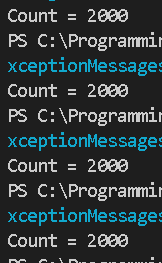 Count = 2000
PS C:\Programmin
xceptionMessages
Count = 2000
PS C:\Programmin
xceptionMessages
Count = 2000
PS C:\Programmin
xceptionMessages
Count = 2000